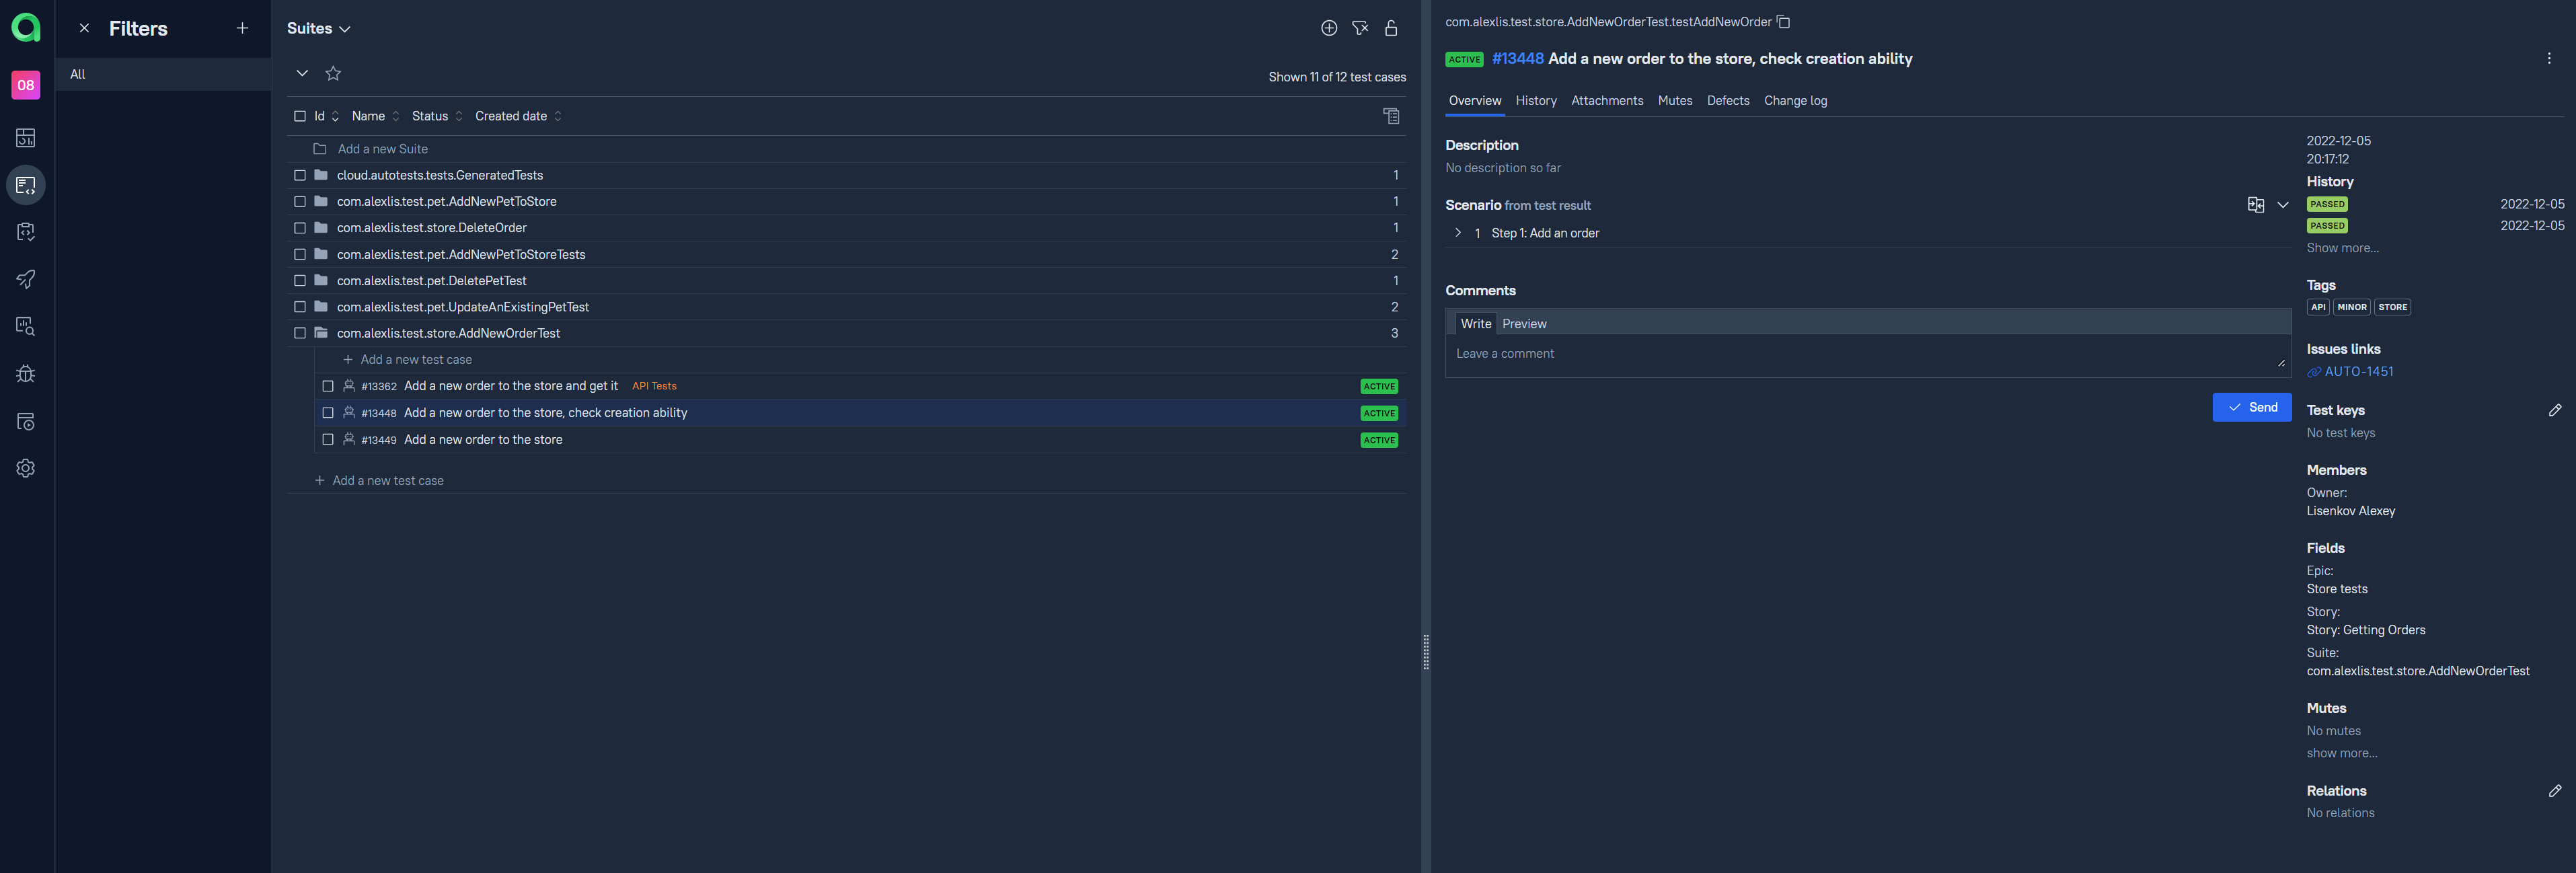 08
Filters
All
Suites
Shown 11 of 12 test cases
Id Name Status Created date
Add a new Suite
cloud.autotests.tests.GeneratedTests 1
com.alexlis.test.pet.AddNewPetToStore 1
com.alexlis.test.store.DeleteOrder 1
com.alexlis.test.pet.AddNewPetToStoreTests 2
com.alexlis.test.pet.DeletePetTest 1
com.alexlis.test.pet.UpdateAnExistingPetTest 2
com.alexlis.test.store.AddNewOrderTest 3
Add a new test case
#13362 Add a new order to the store and get it API Tests ACTIVE
#13448 Add a new order to the store, check creation ability ACTIVE
#13449 Add a new order to the store ACTIVE
Add a new test case
com.alexlis.test.store.AddNewOrderTest.testAddNewOrder
ACTIVE #13448 Add a new order to the store, check creation ability
Overview History Attachments Mutes Defects Change log
Description
No description so far
Scenario from test result
1 Step 1: Add an order
Comments
Write Preview
Leave a comment
Send
2022-12-05
20:17:12
History
PASSED 2022-12-05
PASSED 2022-12-05
Show more...
Tags
API MINOR STORE
Issues links
AUTO-1451
Test keys
No test keys
Members
Owner:
Lisenkov Alexey
Fields
Epic:
Store tests
Story:
Story: Getting Orders
Suite:
com.alexlis.test.store.AddNewOrderTest
Mutes
No mutes
show more...
Relations
No relations